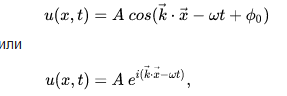 u(x, t) = A cos(k⃗ · x⃗ − ωt + ϕ₀)
или
u(x, t) = A e^{i(k⃗·x⃗−ωt)},